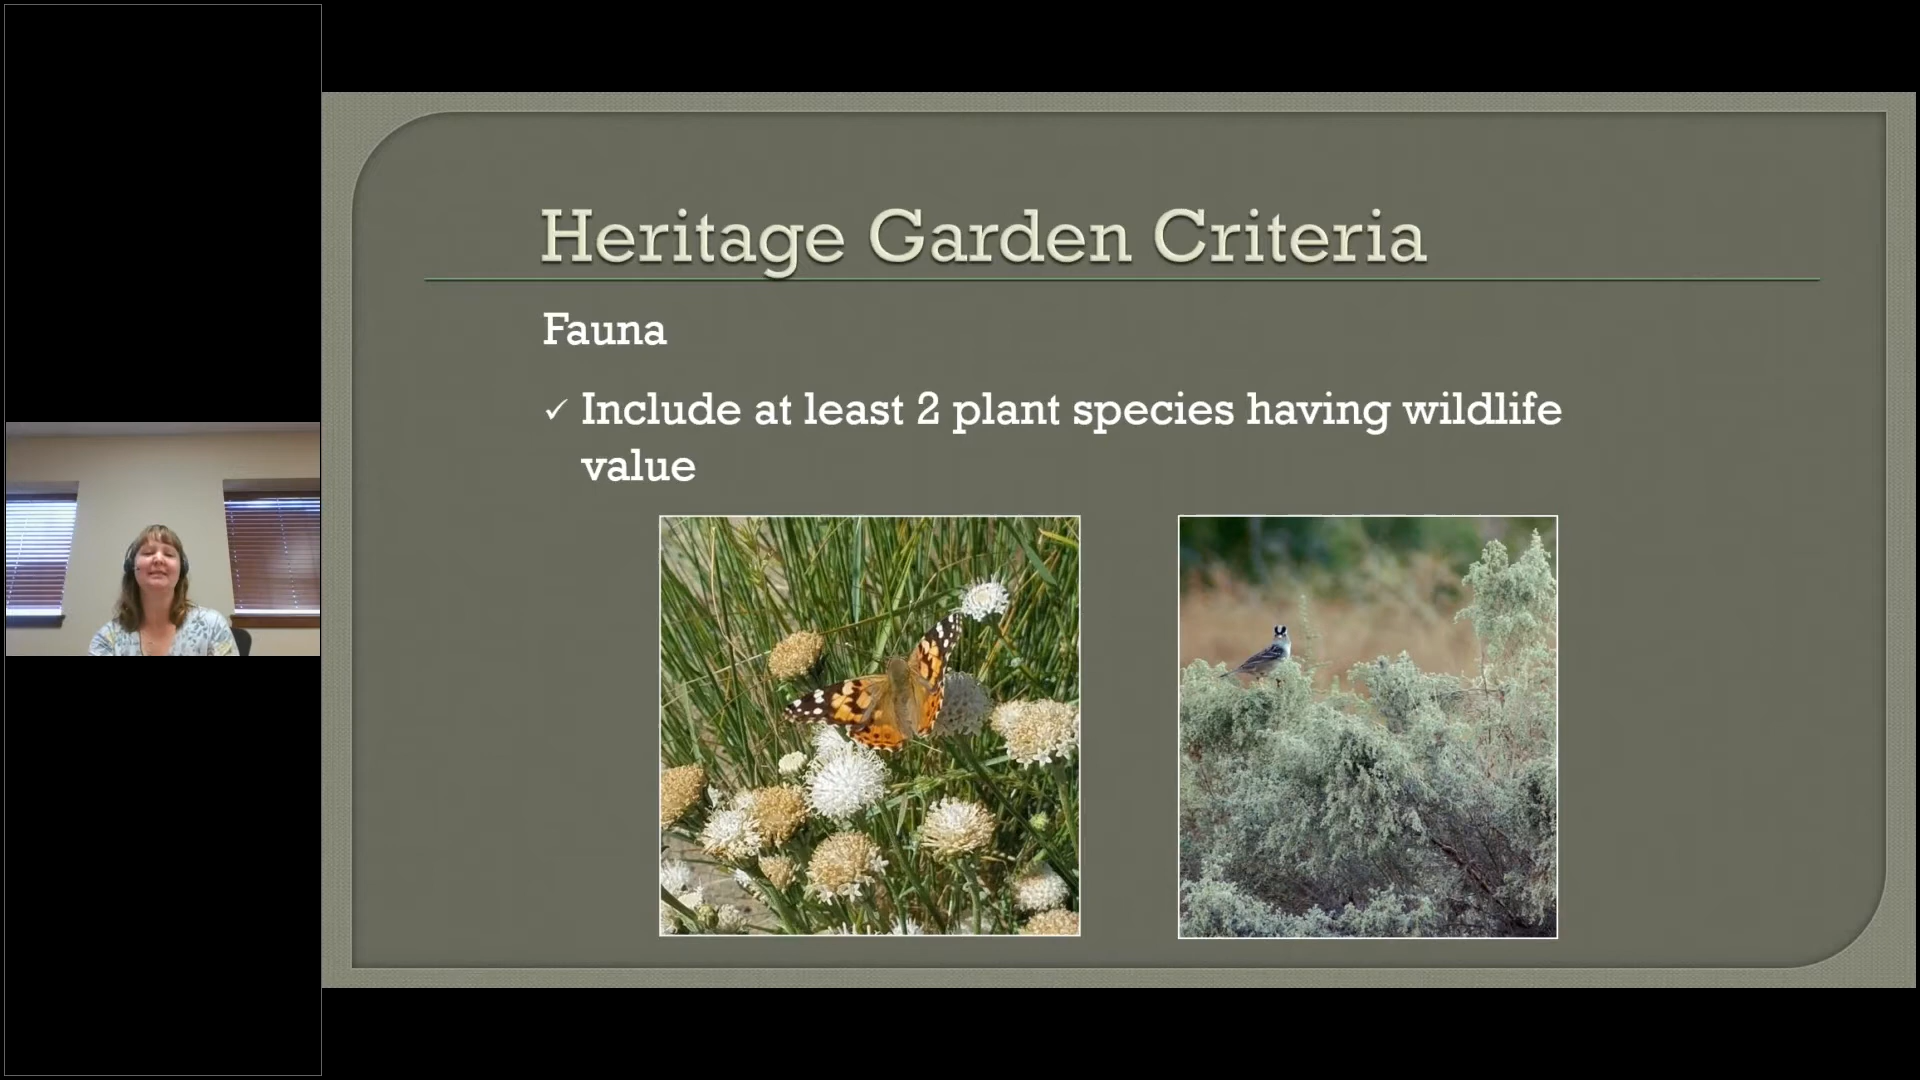 Heritage Garden Criteria
Fauna
✓ Include at least 2 plant species having wildlife
value